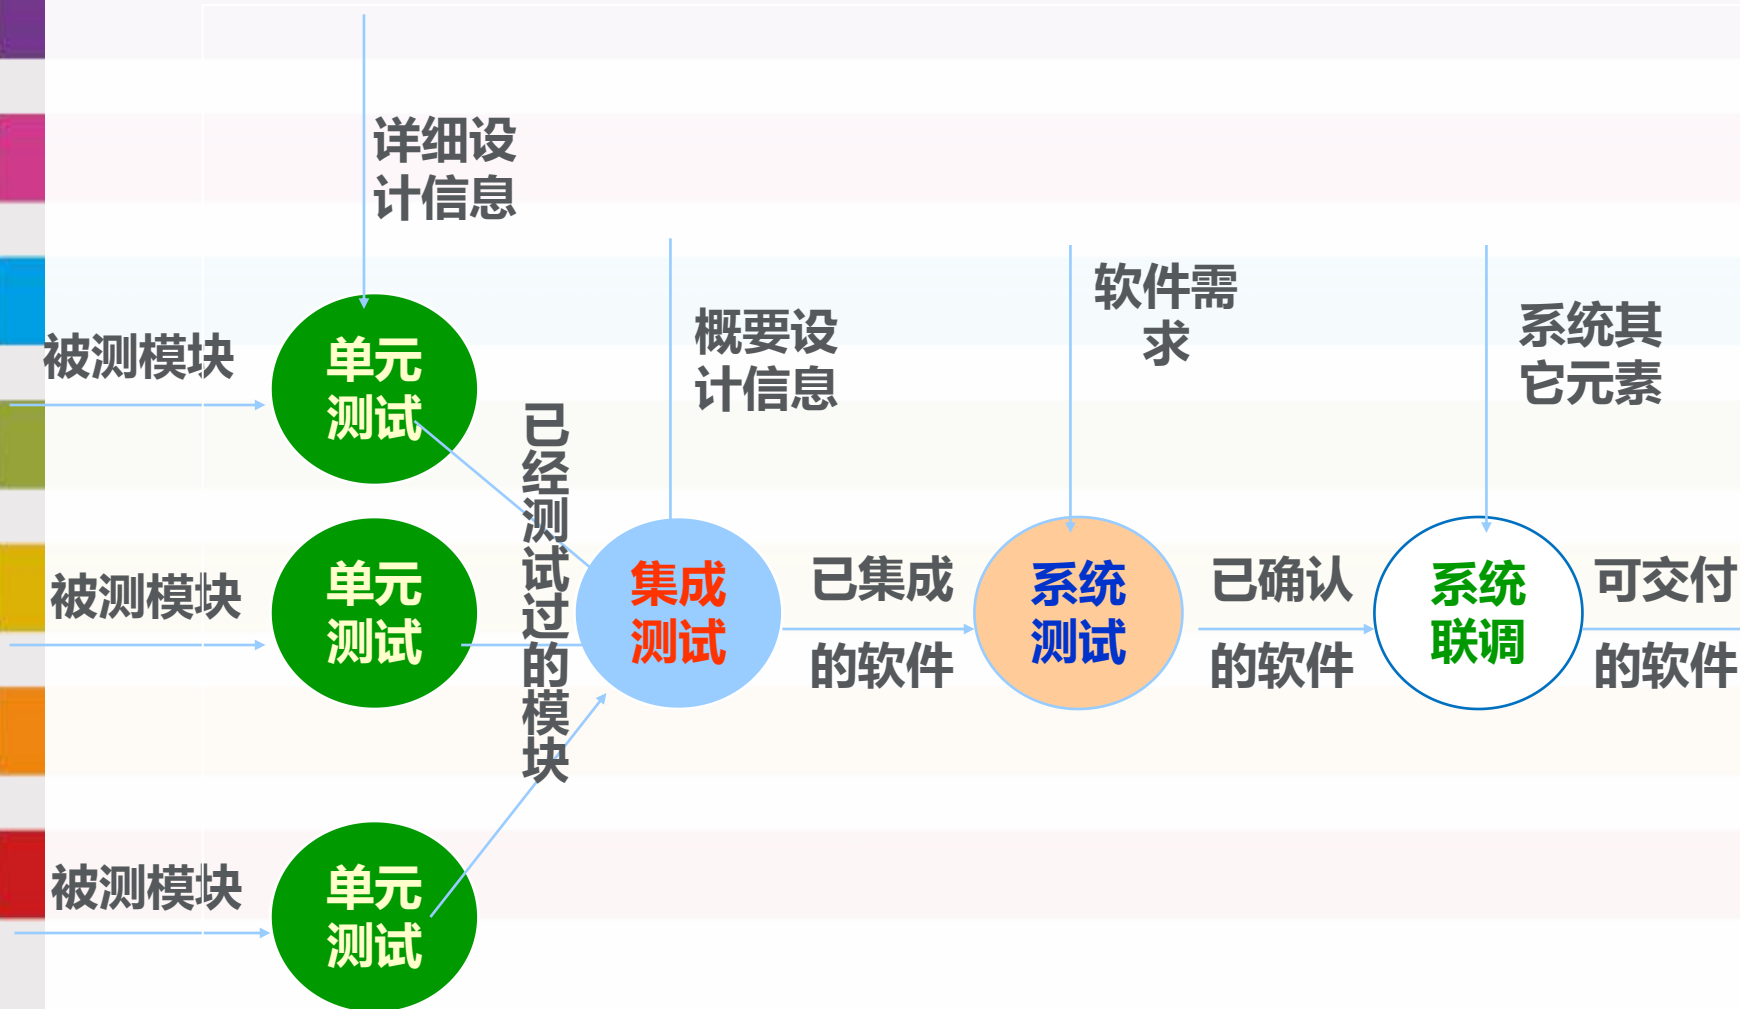 详细设
计信息
被测模块
单元
测试
概要设
计信息
软件需
求
系统其
它元素
已经测试过的模块
被测模块
单元
测试
集成
测试
已集成
的软件
系统
测试
已确认
的软件
系统
联调
可交付
的软件
被测模块
单元
测试